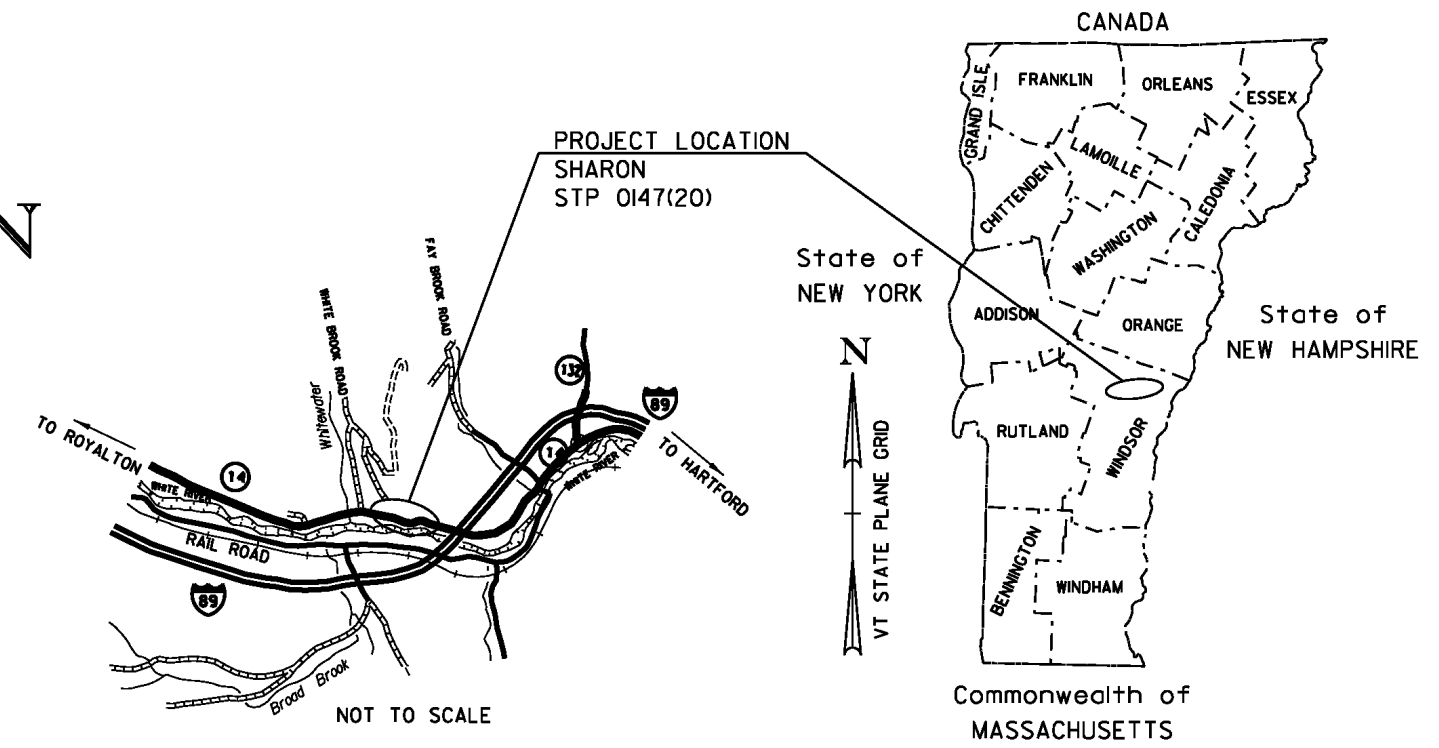 CANADA
GRAND ISLE
FRANKLIN
ORLEANS
ESSEX
LAMOILLE
CHITTENDEN
CALEDONIA
WASHINGTON
PROJECT LOCATION
SHARON
STP 0147(20)
State of
NEW YORK
ADDISON
ORANGE
State of
NEW HAMPSHIRE
N
N
VT STATE PLANE GRID
RUTLAND
WINDSOR
BENNINGTON
WINDHAM
Commonwealth of
MASSACHUSETTS
FAY BROOK ROAD
WHITE BROOK ROAD
Whitewater
132
89
TO ROYALTON
14
14
TO HARTFORD
WHITE RIVER
WHITE RIVER
RAIL ROAD
89
Broad Brook
NOT TO SCALE